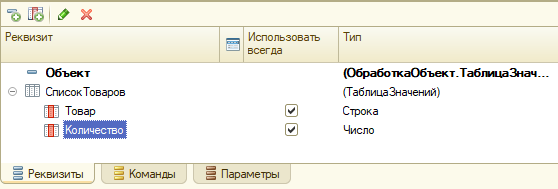 Реквизит Использовать всегда Тип
Объект (ОбработкаОбъект.ТаблицаЗнач...
СписокТоваров (ТаблицаЗначений)
Товар Строка
Количество Число
Реквизиты Команды Параметры